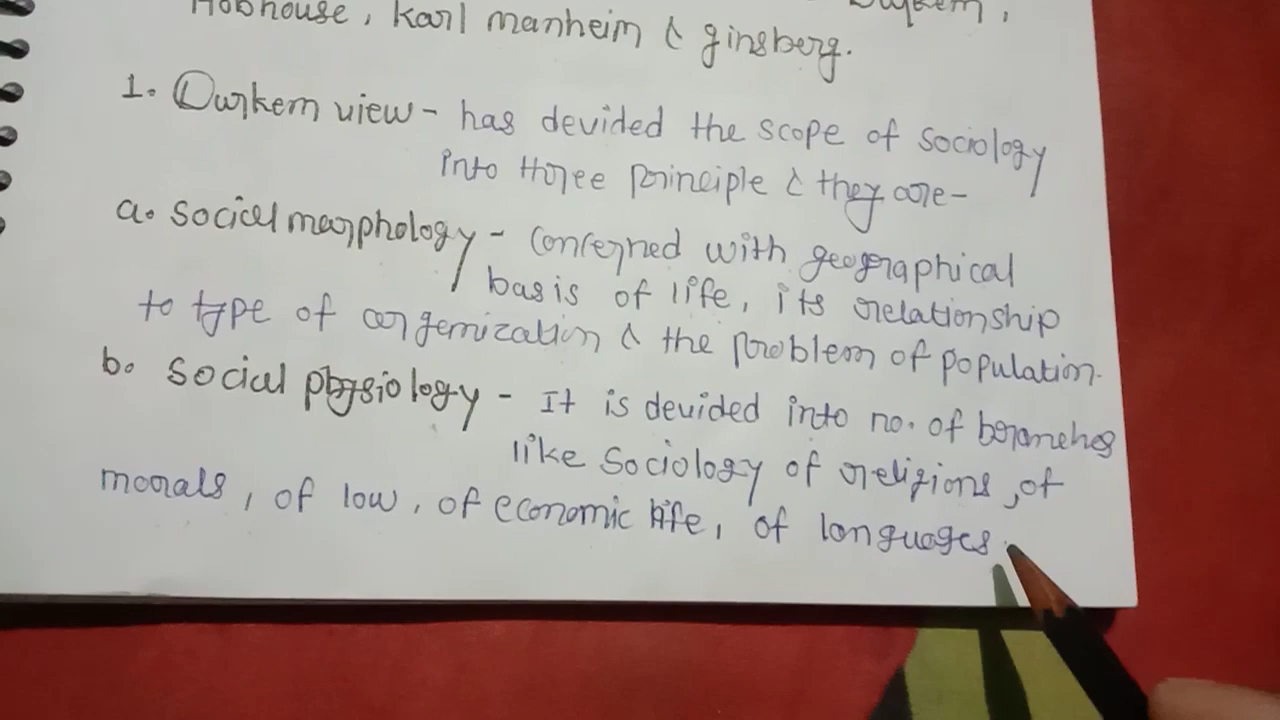 Hobhouse, Karl manheim & ginsberg.
1. Durkem view - has devided the scope of sociology
into three principle & they are-
a. social morphology - concerned with geographical
basis of life, its relationship
to type of orgenization & the problem of population.
b. social physiology - It is devided into no. of branches
like sociology of religions, of
morals, of low, of economic life, of languages.